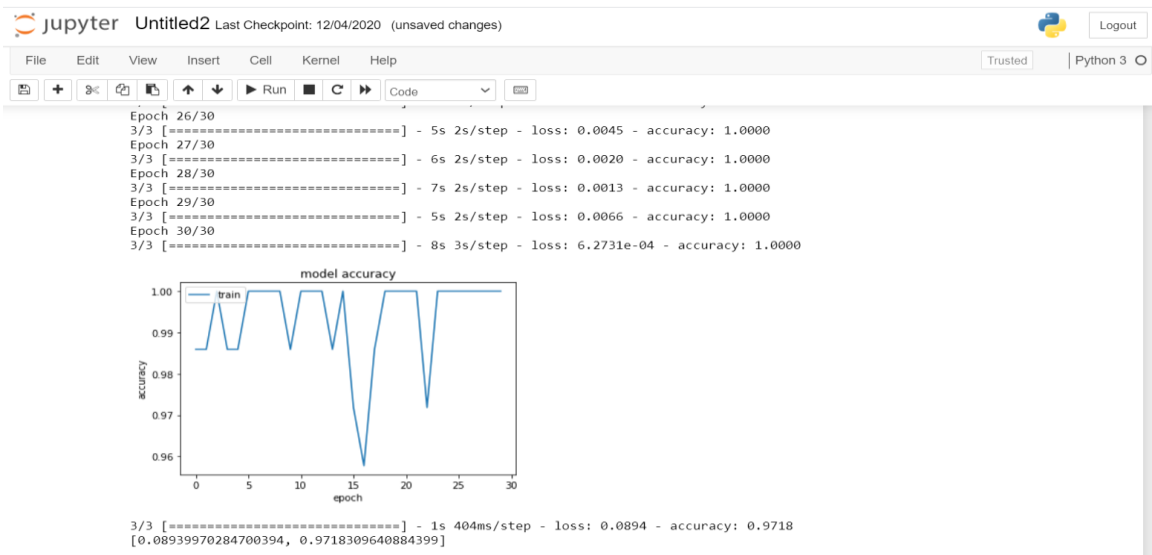 jupyter Untitled2 Last Checkpoint: 12/04/2020 (unsaved changes)
Logout
File Edit View Insert Cell Kernel Help
Trusted Python 3
Run Code
Epoch 26/30
3/3 [==============================] - 5s 2s/step - loss: 0.0045 - accuracy: 1.0000
Epoch 27/30
3/3 [==============================] - 6s 2s/step - loss: 0.0020 - accuracy: 1.0000
Epoch 28/30
3/3 [==============================] - 7s 2s/step - loss: 0.0013 - accuracy: 1.0000
Epoch 29/30
3/3 [==============================] - 5s 2s/step - loss: 0.0066 - accuracy: 1.0000
Epoch 30/30
3/3 [==============================] - 8s 3s/step - loss: 6.2731e-04 - accuracy: 1.0000
model accuracy
train
1.00
0.99
0.98
0.97
0.96
accuracy
0 5 10 15 20 25 30
epoch
3/3 [==============================] - 1s 404ms/step - loss: 0.0894 - accuracy: 0.9718
[0.08939970284700394, 0.9718309640884399]